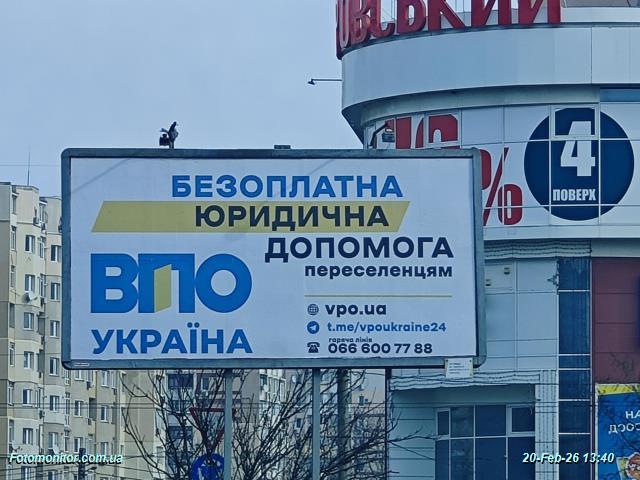 ОВСЬКИЙ
%
4
ПОВЕРХ
БЕЗОПЛАТНА
ЮРИДИЧНА
ДОПОМОГА
переселенцям
ВПО
УКРАЇНА
vpo.ua
t.me/vpoukraine24
гаряча лінія
066 600 77 88
Fotomonitor.com.ua
20-Feb-26 13:40